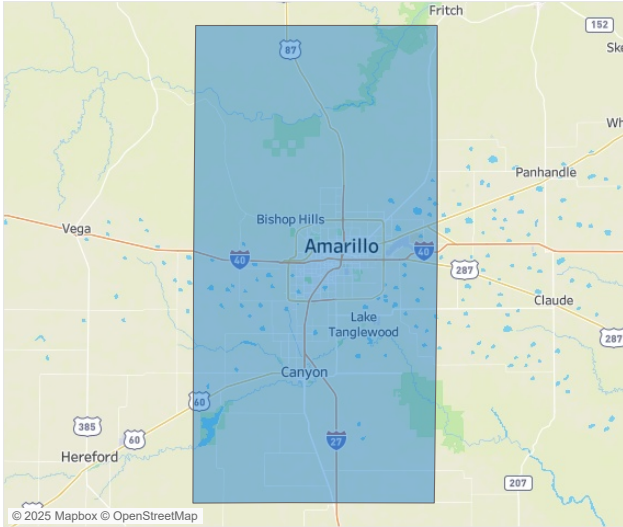 Fritch
152
87
Ske
Wh
Panhandle
Bishop Hills
Vega
Amarillo
40
40
287
Claude
Lake
Tanglewood
287
Canyon
60
385
60
27
Hereford
207
© 2025 Mapbox © OpenStreetMap